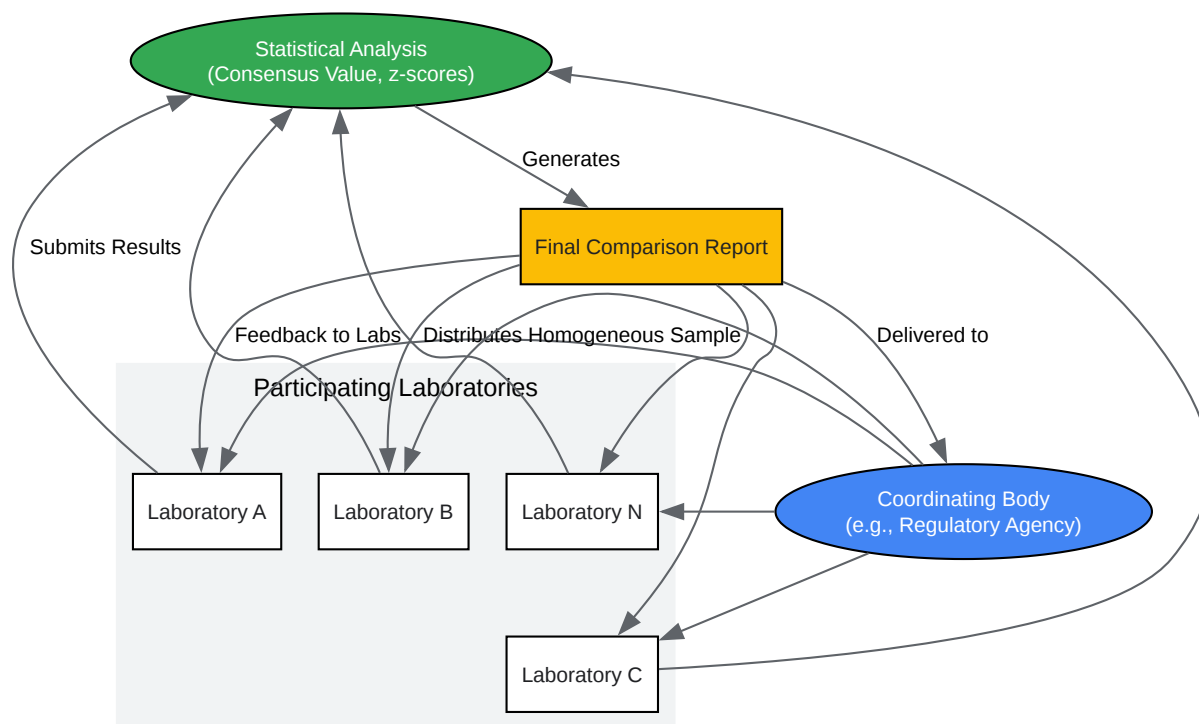 Statistical Analysis
(Consensus Value, z-scores)
Generates
Submits Results
Final Comparison Report
Feedback to Labs
Distributes Homogeneous Sample
Delivered to
Participating Laboratories
Laboratory A
Laboratory B
Laboratory N
Coordinating Body
(e.g., Regulatory Agency)
Laboratory C